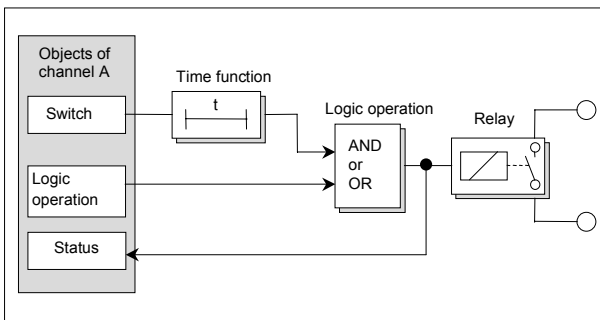 Objects of
channel A
Switch
Logic
operation
Status
Time function
t
Logic operation
AND
or
OR
Relay